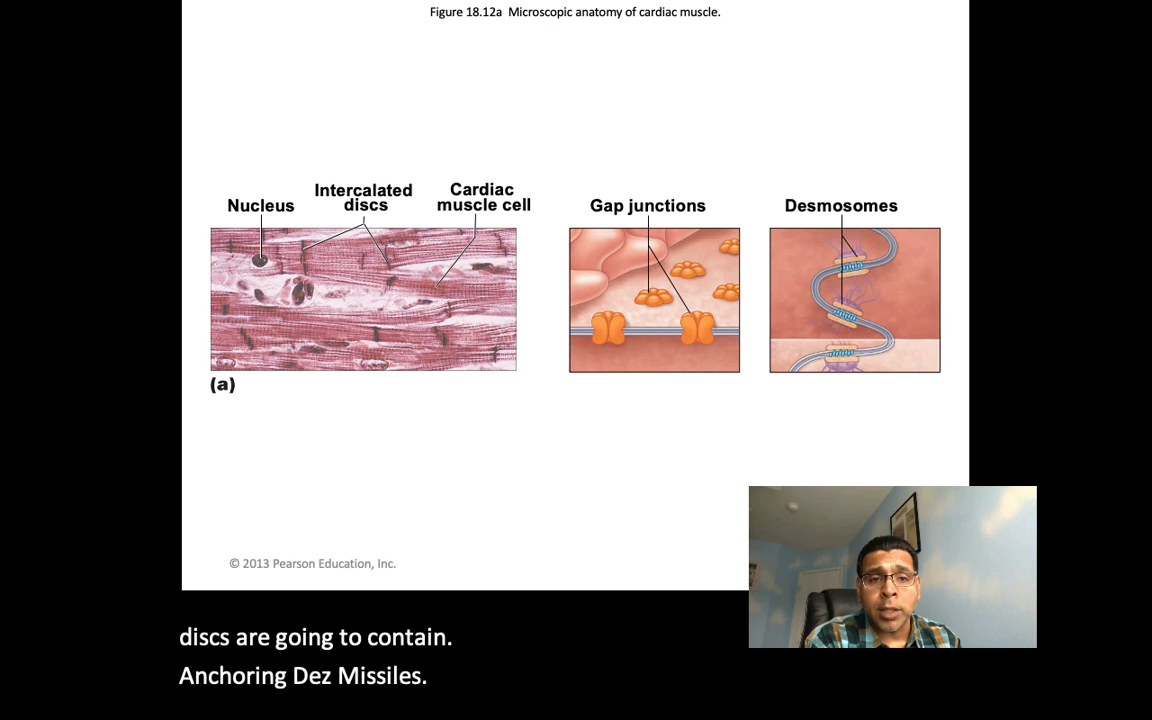 Figure 18.12a  Microscopic anatomy of cardiac muscle.
Nucleus
Intercalated
discs
Cardiac
muscle cell
Gap junctions
Desmosomes
(a)
© 2013 Pearson Education, Inc.
discs are going to contain.
Anchoring Dez Missiles.